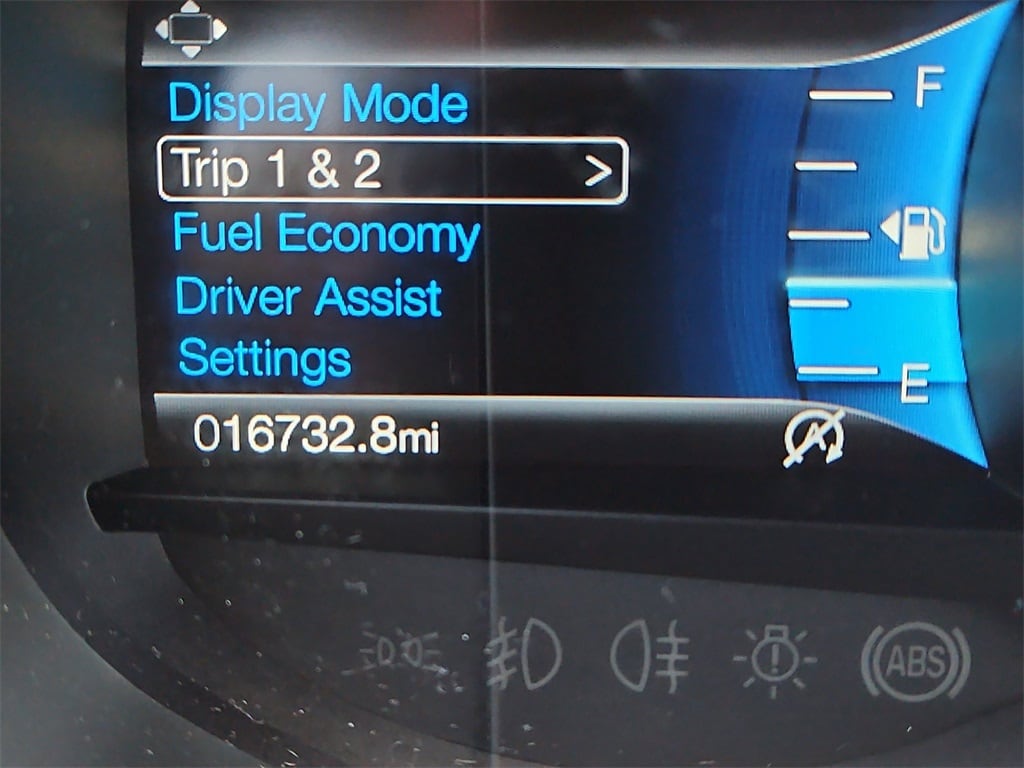 Display Mode
F
Trip 1 & 2 >
Fuel Economy
Driver Assist
Settings
E
016732.8mi
A
ABS